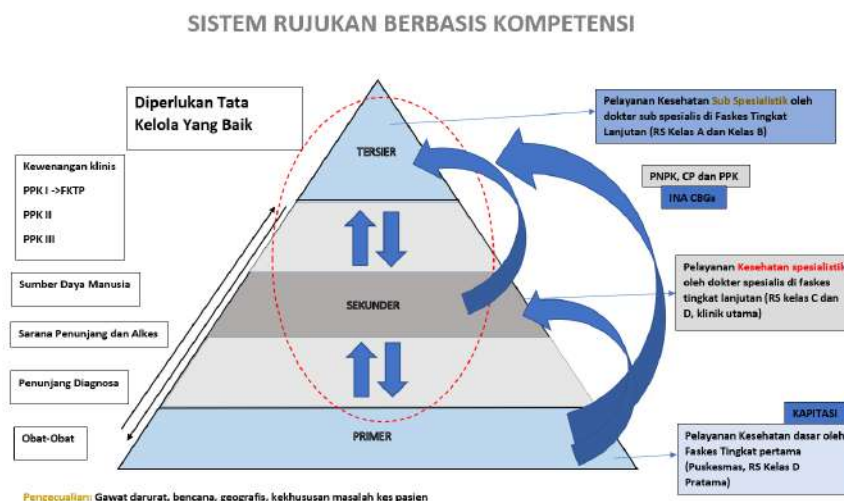 SISTEM RUJUKAN BERBASIS KOMPETENSI
Diperlukan Tata
Kelola Yang Baik
Kewenangan klinis
PPK I ->FKTP
PPK II
PPK III
Sumber Daya Manusia
Sarana Penunjang dan Alkes
Penunjang Diagnosa
Obat-Obat
TERSIER
SEKUNDER
PRIMER
Pelayanan Kesehatan Sub Spesialistik oleh
dokter sub spesialis di Faskes Tingkat
Lanjutan (RS Kelas A dan Kelas B)
PNPK, CP dan PPK
INA CBGs
Pelayanan Kesehatan spesialistik
oleh dokter spesialis di faskes
tingkat lanjutan (RS kelas C dan
D, klinik utama)
KAPITASI
Pelayanan Kesehatan dasar oleh
Faskes Tingkat pertama
(Puskesmas, RS Kelas D
Pratama)
Pengecualian: Gawat darurat, bencana, geografis, kekhususan masalah kes pasien